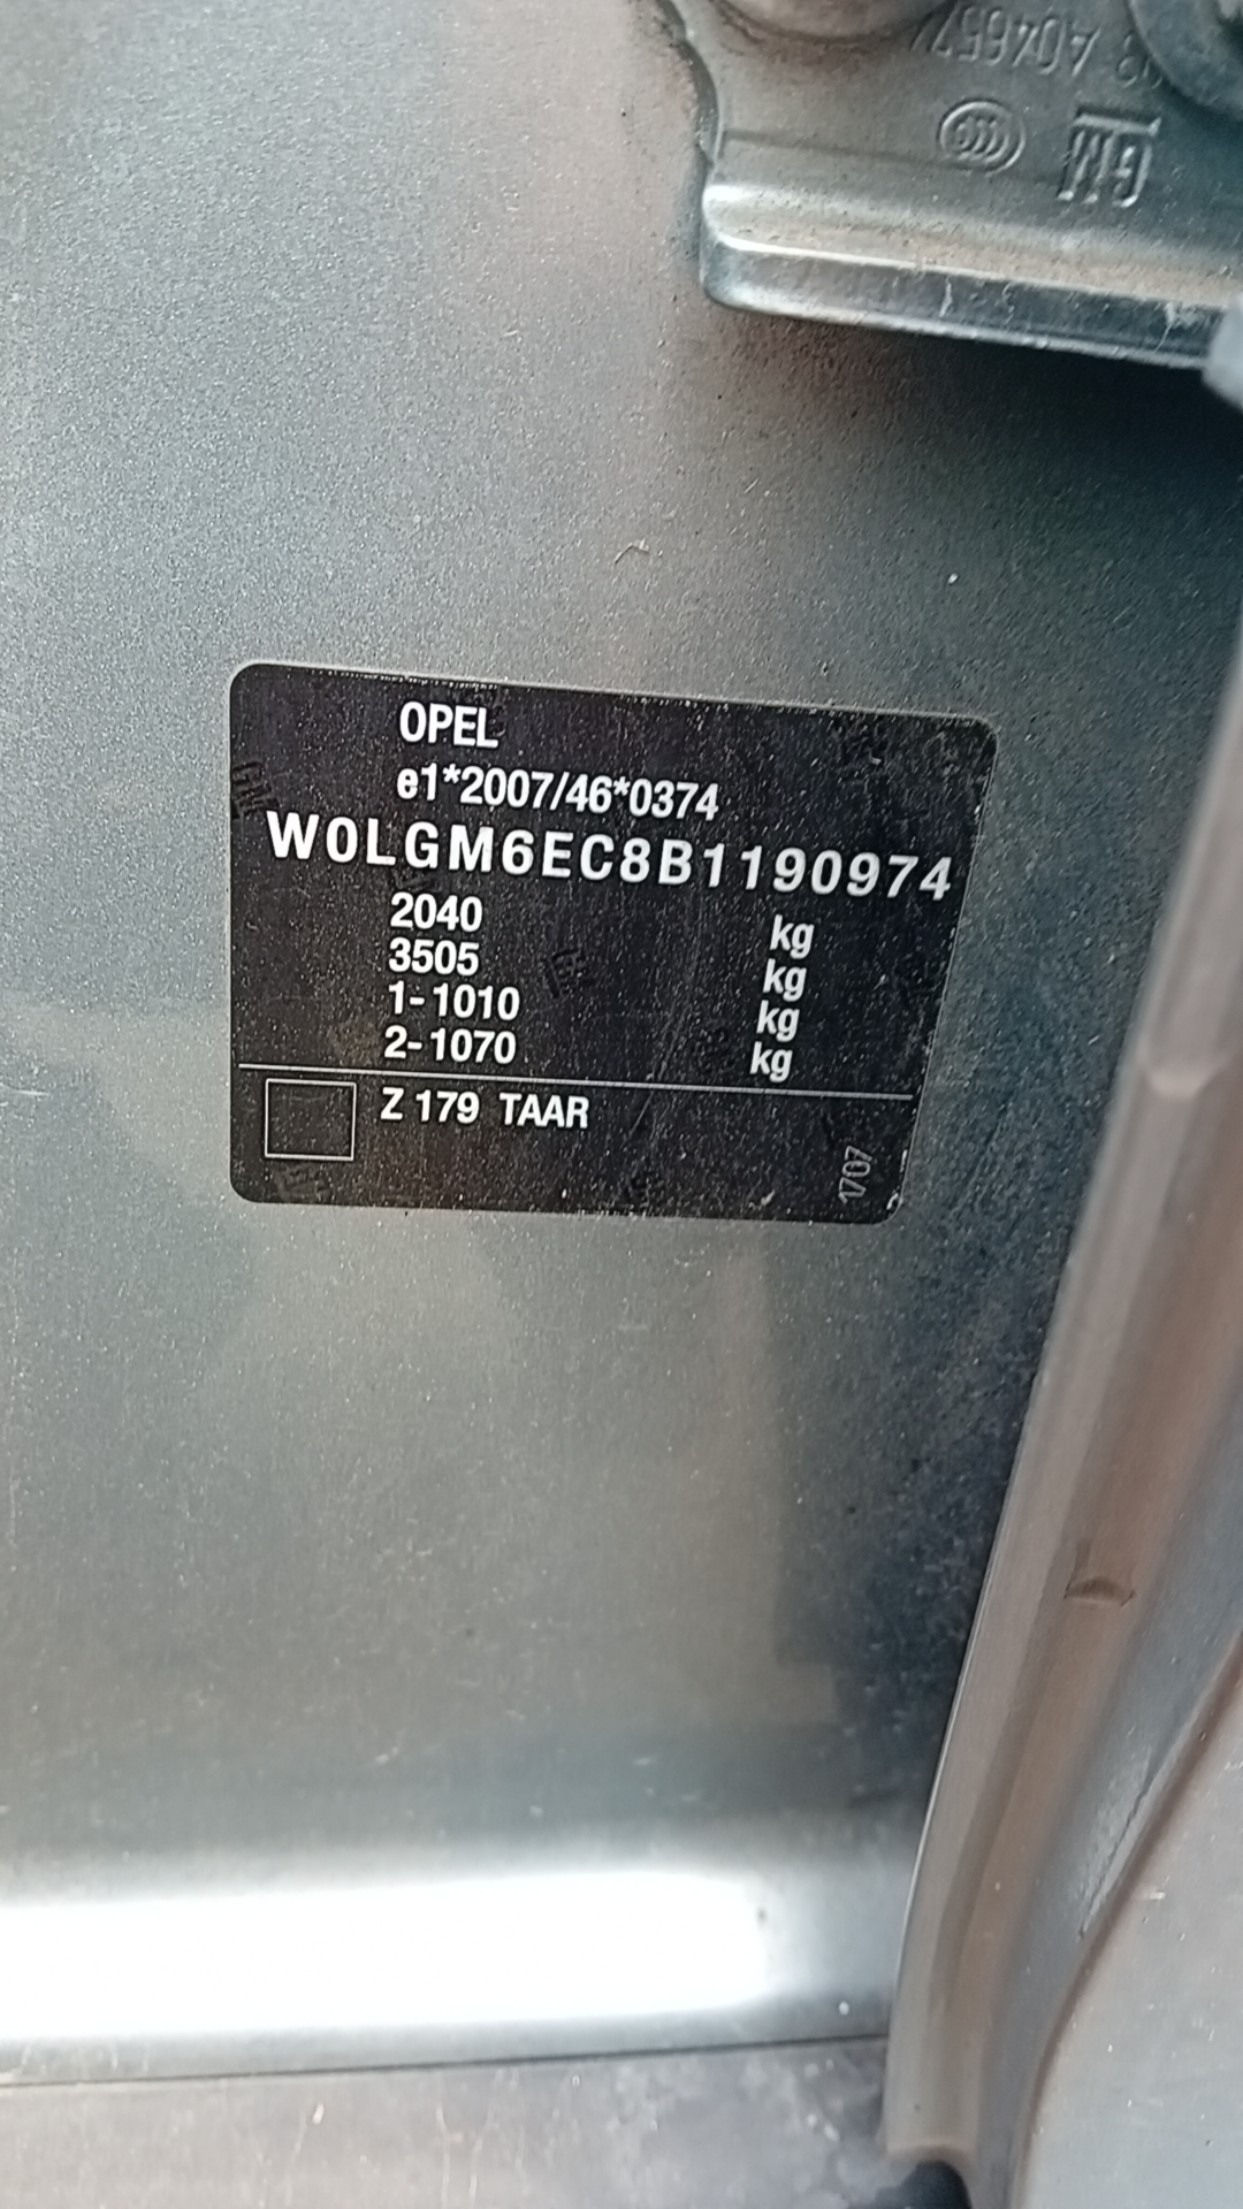 GM
OPEL
e1*2007/46*0374
W0LGM6EC8B1190974
2040 kg
3505 kg
1-1010 kg
2-1070 kg
Z 179 TAAR
1707